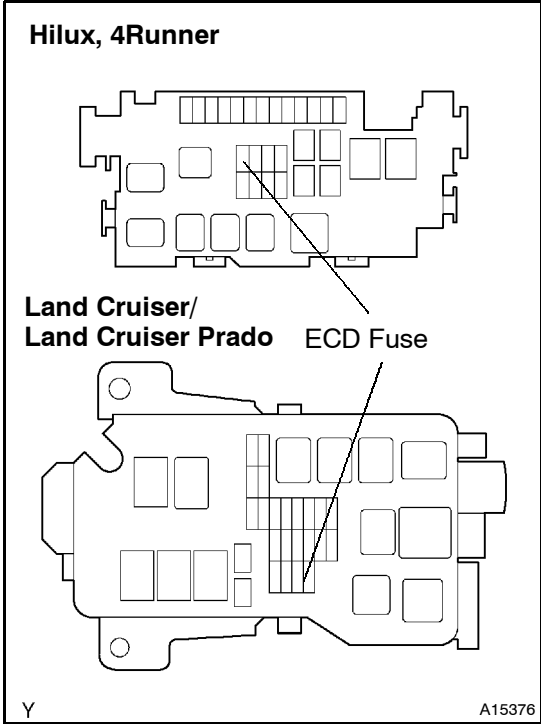 Hilux, 4Runner
Land Cruiser/
Land Cruiser Prado
ECD Fuse
Y
A15376